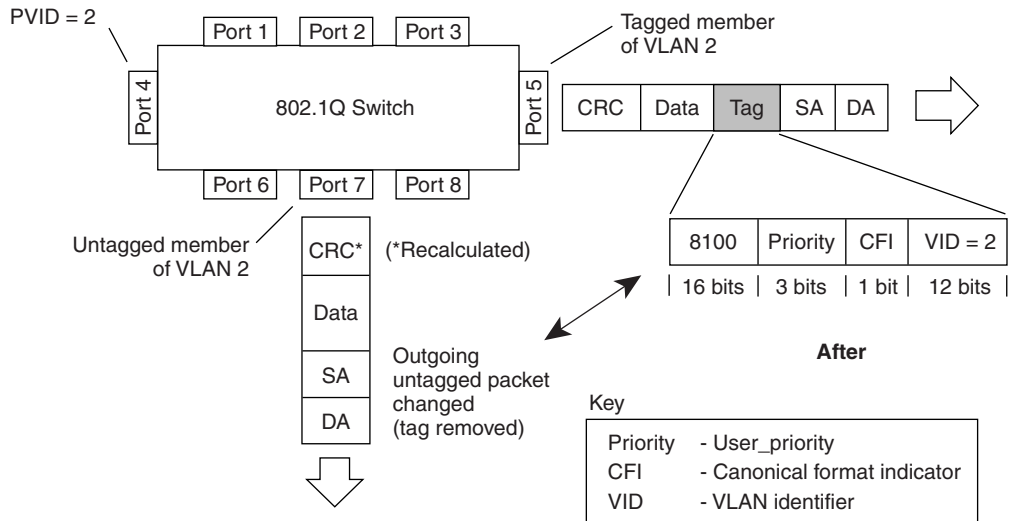 PVID = 2
Port 1
Port 2
Port 3
Tagged member
of VLAN 2
Port 4
802.1Q Switch
Port 5
CRC
Data
Tag
SA
DA
Port 6
Port 7
Port 8
Untagged member
of VLAN 2
CRC*
(*Recalculated)
Data
SA
DA
Outgoing
untagged packet
changed
(tag removed)
8100
Priority
CFI
VID = 2
16 bits
3 bits
1 bit
12 bits
After
Key
Priority - User_priority
CFI - Canonical format indicator
VID - VLAN identifier